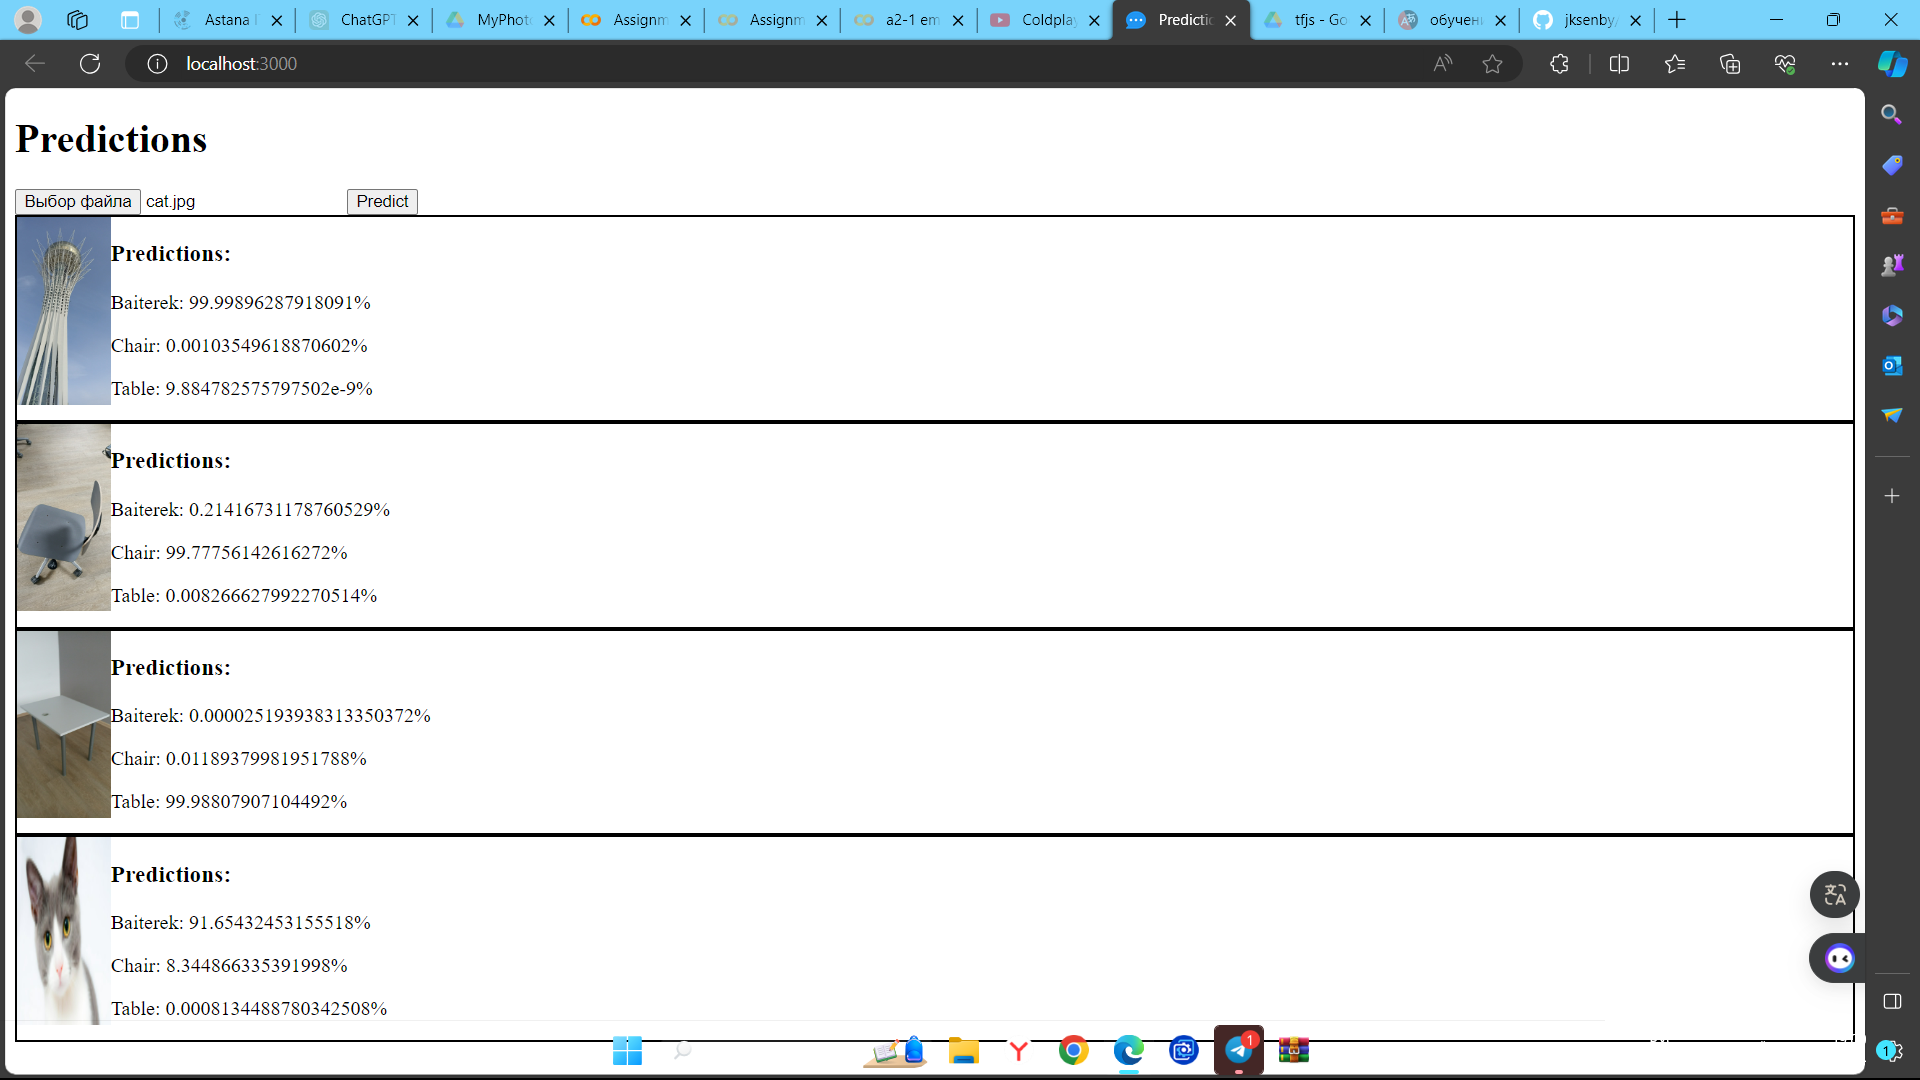 Astana I
ChatGPT
MyPhoto
Assignm
Assignm
a2-1 em
Coldplay
Predictio
tfjs - Go
обучени
jksenby/
localhost:3000
Predictions
Выбор файла cat.jpg Predict
Predictions:
Baiterek: 99.99896287918091%
Chair: 0.00103549618870602%
Table: 9.884782575797502e-9%
Predictions:
Baiterek: 0.21416731178760529%
Chair: 99.77756142616272%
Table: 0.008266627992270514%
Predictions:
Baiterek: 0.000025193938313350372%
Chair: 0.01189379981951788%
Table: 99.98807907104492%
Predictions:
Baiterek: 91.65432453155518%
Chair: 8.344866335391998%
Table: 0.0008134488780342508%
1
1